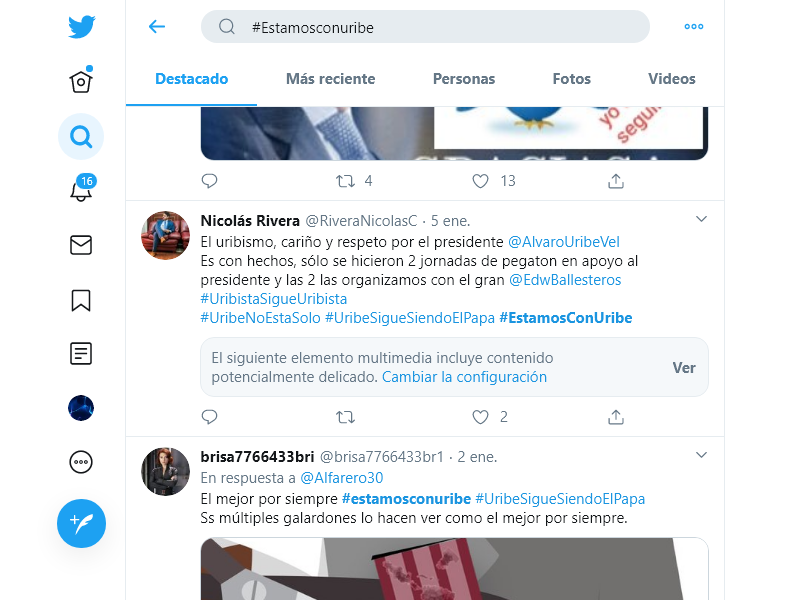 #Estamosconuribe
Destacado
Más reciente
Personas
Fotos
Videos
yo
segui
GRACIAS
4
13
16
Nicolás Rivera @RiveraNicolasC · 5 ene.
El uribismo, cariño y respeto por el presidente @AlvaroUribeVel
Es con hechos, sólo se hicieron 2 jornadas de pegaton en apoyo al
presidente y las 2 las organizamos con el gran @EdwBallesteros
#UribistaSigueUribista
#UribeNoEstaSolo #UribeSigueSiendoElPapa #EstamosConUribe
El siguiente elemento multimedia incluye contenido
potencialmente delicado. Cambiar la configuración
Ver
2
brisa7766433bri @brisa7766433br1 · 2 ene.
En respuesta a @Alfarero30
El mejor por siempre #estamosconuribe #UribeSigueSiendoElPapa
Ss múltiples galardones lo hacen ver como el mejor por siempre.